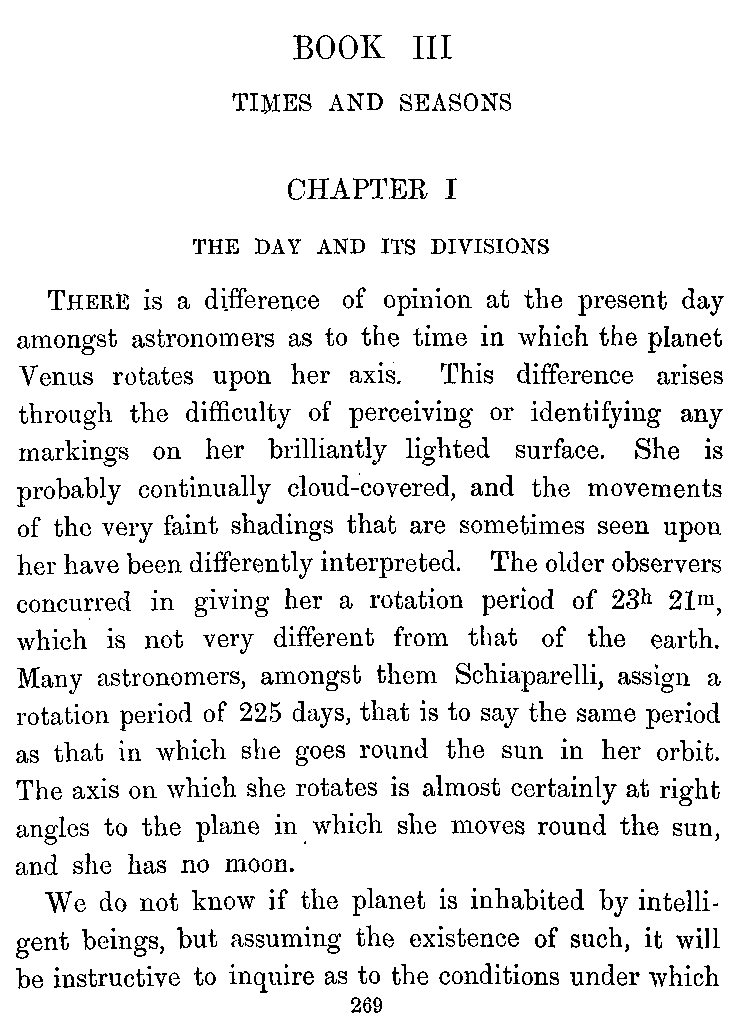 BOOK III
TIMES AND SEASONS
CHAPTER I
THE DAY AND ITS DIVISIONS
THERE is a difference of opinion at the present day
amongst astronomers as to the time in which the planet
Venus rotates upon her axis. This difference arises
through the difficulty of perceiving or identifying any
markings on her brilliantly lighted surface. She is
probably continually cloud-covered, and the movements
of the very faint shadings that are sometimes seen upon
her have been differently interpreted. The older observers
concurred in giving her a rotation period of 23h 21m,
which is not very different from that of the earth.
Many astronomers, amongst them Schiaparelli, assign a
rotation period of 225 days, that is to say the same period
as that in which she goes round the sun in her orbit.
The axis on which she rotates is almost certainly at right
angles to the plane in which she moves round the sun,
and she has no moon.
We do not know if the planet is inhabited by intelli-
gent beings, but assuming the existence of such, it will
be instructive to inquire as to the conditions under which
269